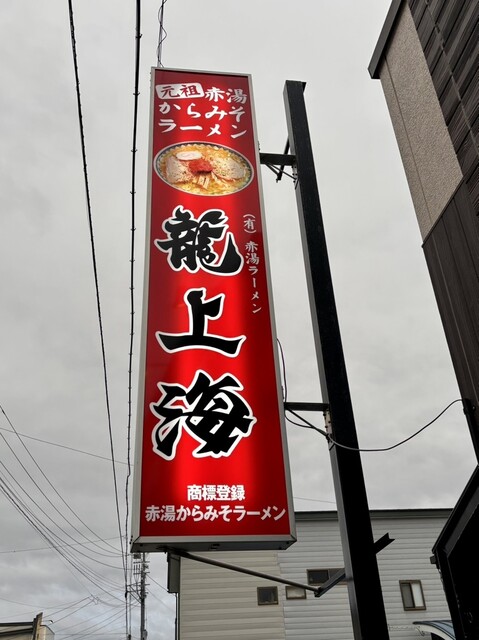 元祖 赤湯
からみそ
ラーメン
龍上海
(有)赤湯ラーメン
商標登録
赤湯からみそラーメン